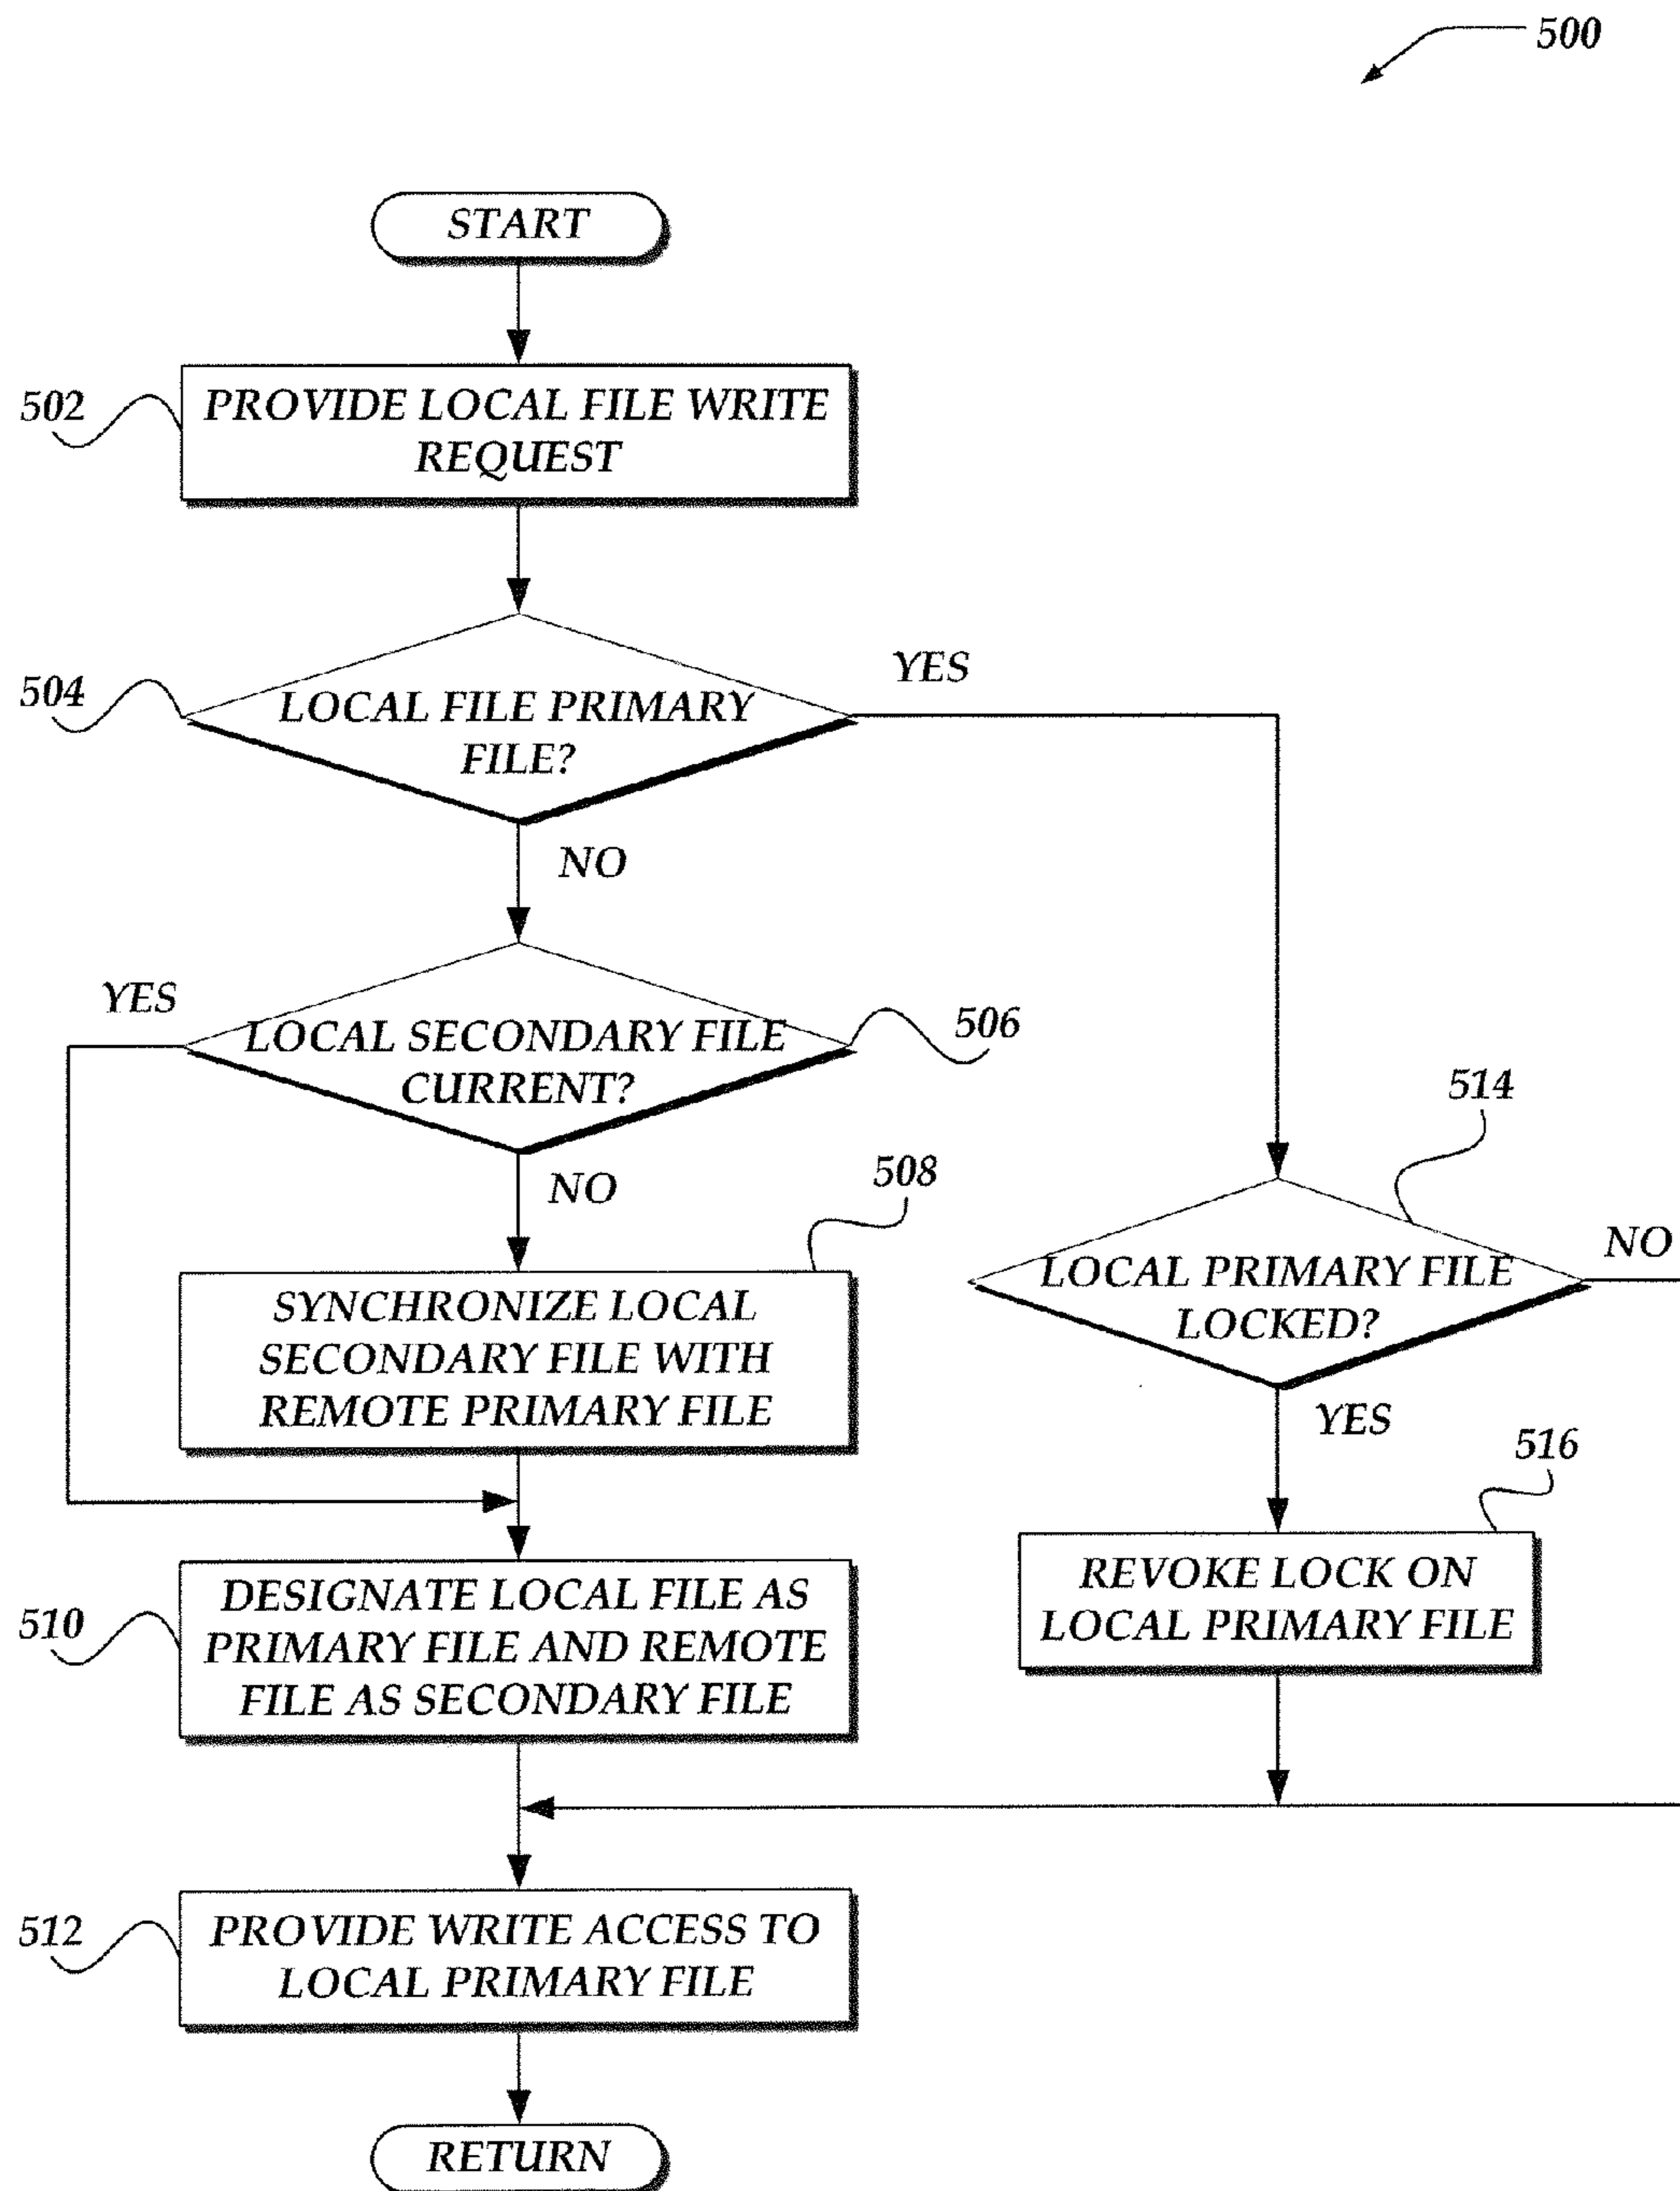 500
START
502
PROVIDE LOCAL FILE WRITE
REQUEST
504
LOCAL FILE PRIMARY
FILE?
YES
NO
YES
LOCAL SECONDARY FILE
CURRENT?
506
NO
508
SYNCHRONIZE LOCAL
SECONDARY FILE WITH
REMOTE PRIMARY FILE
514
LOCAL PRIMARY FILE
LOCKED?
NO
YES
516
REVOKE LOCK ON
LOCAL PRIMARY FILE
510
DESIGNATE LOCAL FILE AS
PRIMARY FILE AND REMOTE
FILE AS SECONDARY FILE
512
PROVIDE WRITE ACCESS TO
LOCAL PRIMARY FILE
RETURN